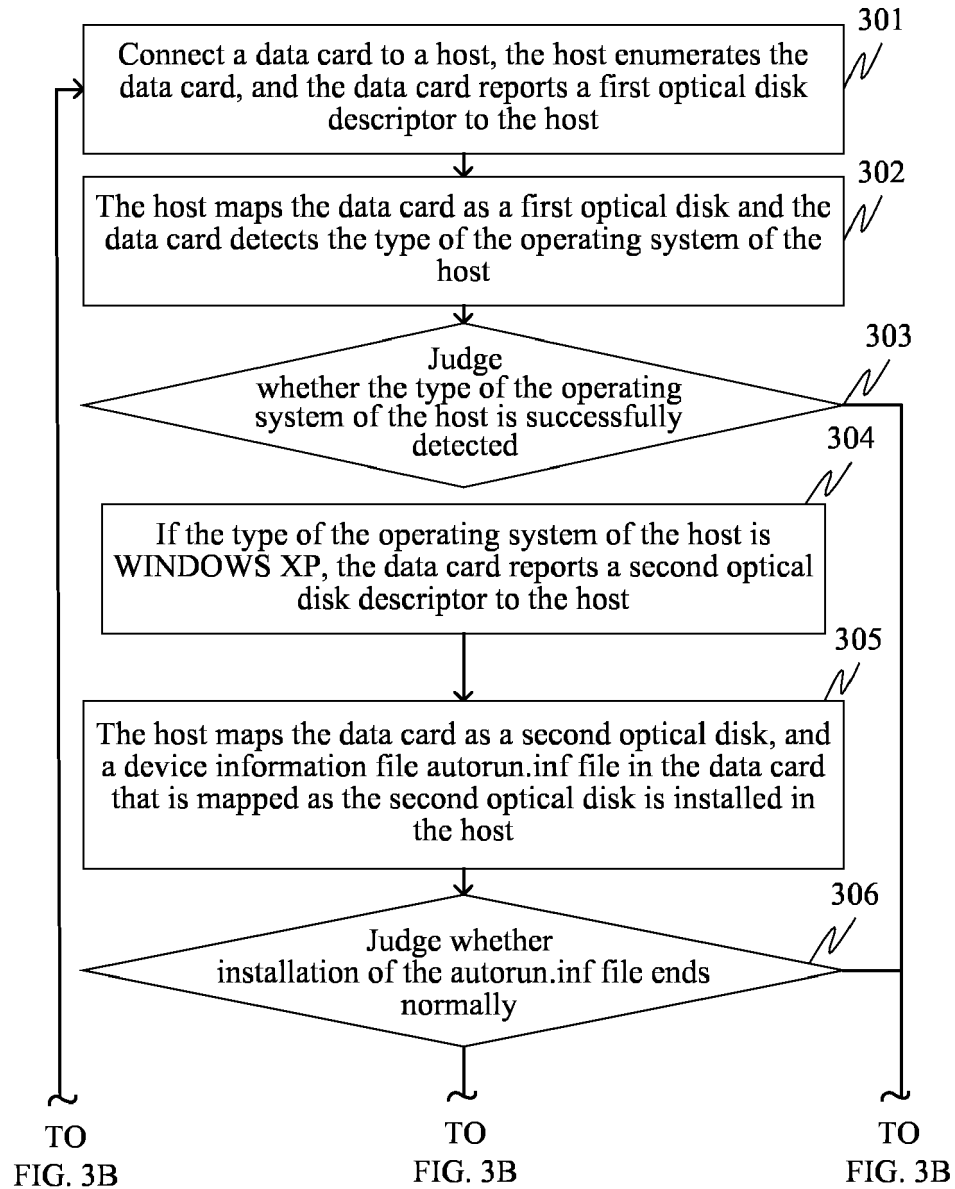 301
Connect a data card to a host, the host enumerates the
data card, and the data card reports a first optical disk
descriptor to the host
302
The host maps the data card as a first optical disk and the
data card detects the type of the operating system of the
host
303
Judge
whether the type of the operating
system of the host is successfully
detected
304
If the type of the operating system of the host is
WINDOWS XP, the data card reports a second optical
disk descriptor to the host
305
The host maps the data card as a second optical disk, and
a device information file autorun.inf file in the data card
that is mapped as the second optical disk is installed in
the host
306
Judge whether
installation of the autorun.inf file ends
normally
TO
FIG. 3B
TO
FIG. 3B
TO
FIG. 3B